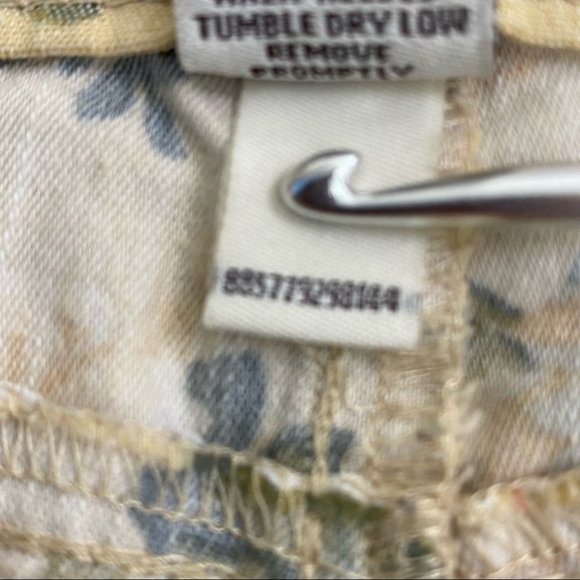 TUMBLE DRY LOW
REMOVE
PROMPTLY
885779298144